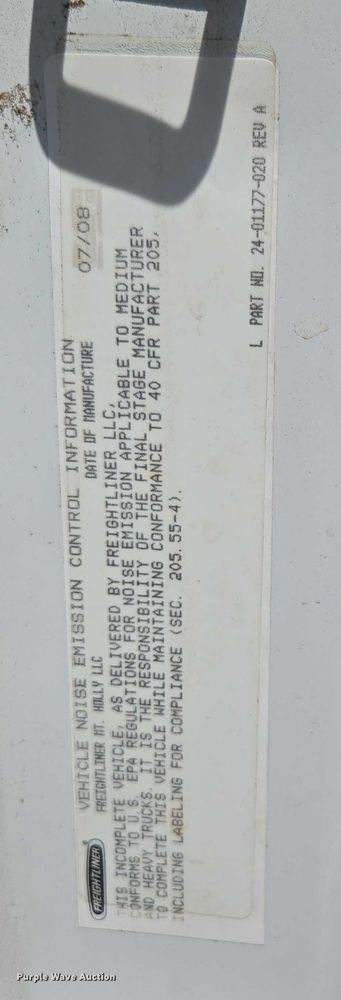 FREIGHTLINER
VEHICLE NOISE EMISSION CONTROL INFORMATION
FREIGHTLINER MT. HOLLY LLC DATE OF MANUFACTURE 07/08
THIS INCOMPLETE VEHICLE, AS DELIVERED BY FREIGHTLINER LLC,
CONFORMS TO U.S. EPA REGULATIONS FOR NOISE EMISSION APPLICABLE TO MEDIUM
AND HEAVY TRUCKS. IT IS THE RESPONSIBILITY OF THE FINAL STAGE MANUFACTURER
TO COMPLETE THIS VEHICLE WHILE MAINTAINING CONFORMANCE TO 40 CFR PART 205,
INCLUDING LABELING FOR COMPLIANCE (SEC. 205.55-4).
L PART NO. 24-01177-020 REV A
Purple Wave Auction